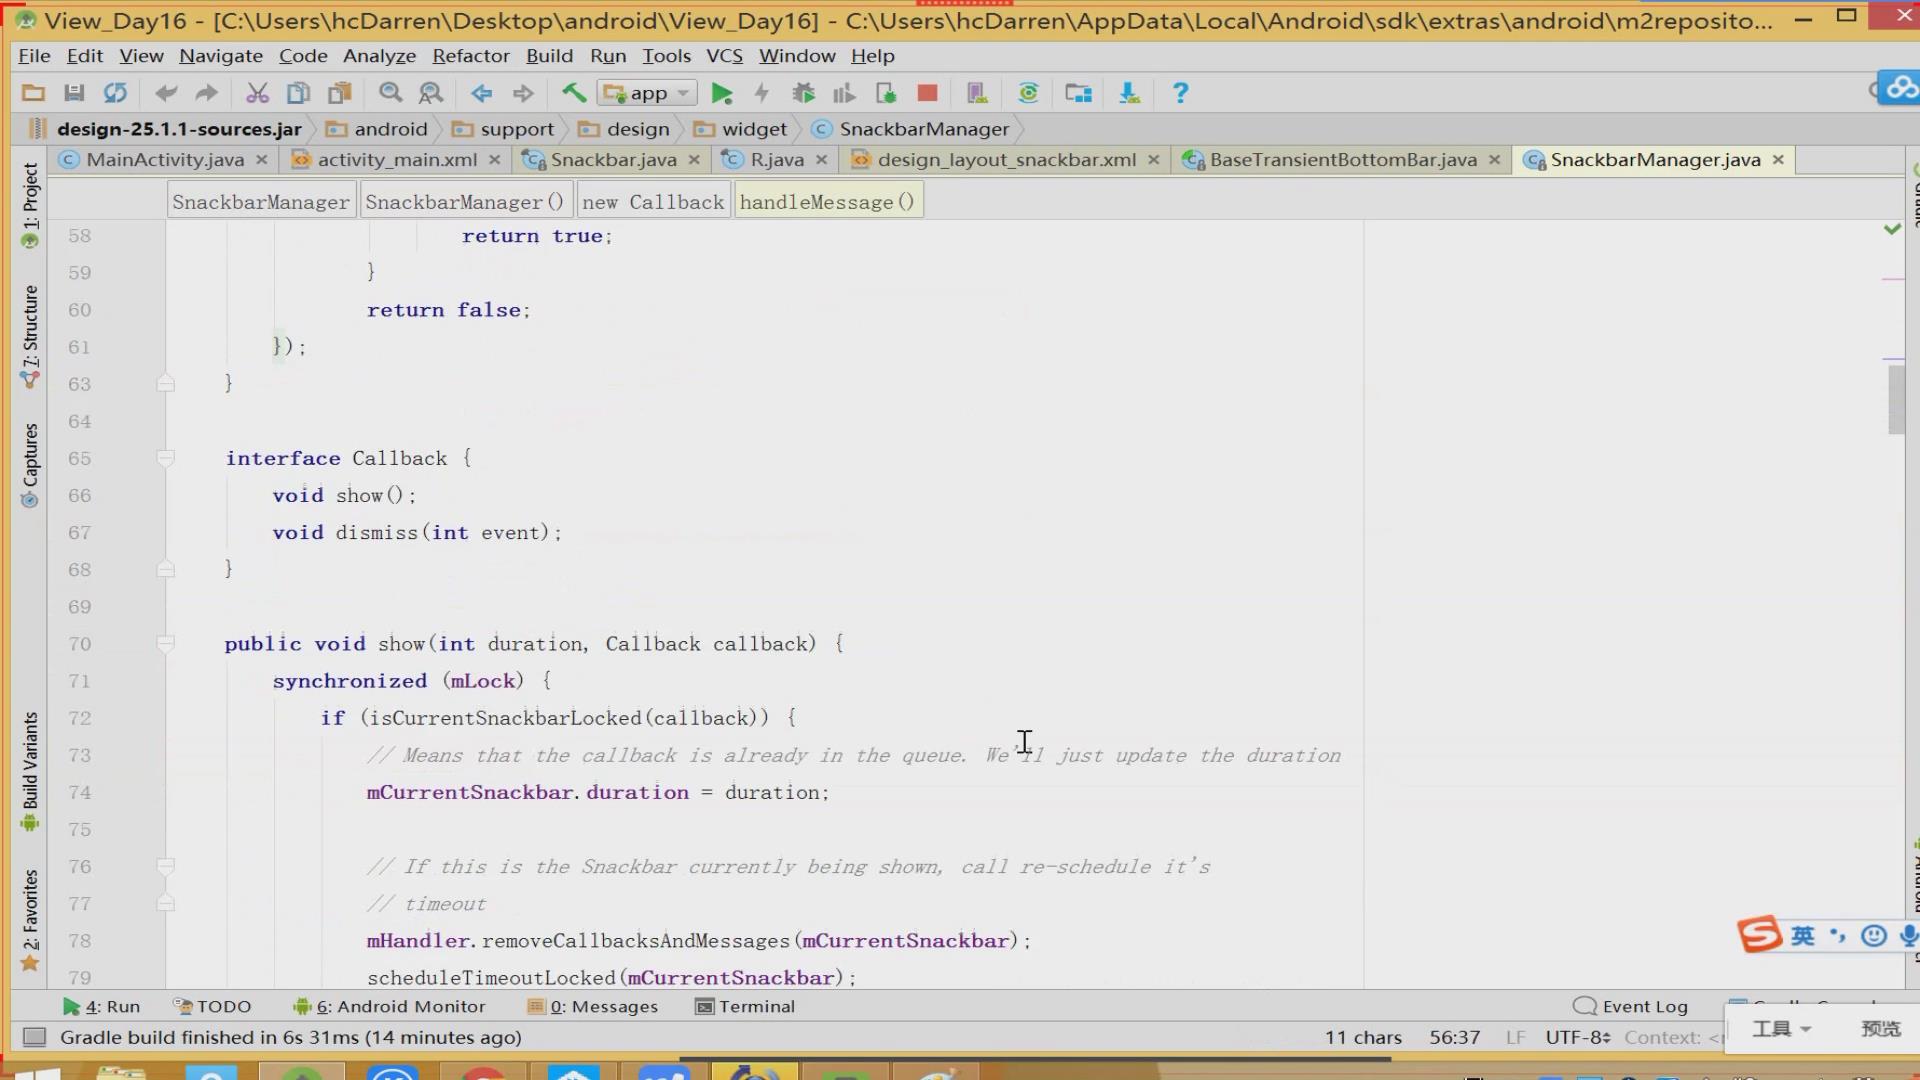 View_Day16 - [C:\Users\hcDarren\Desktop\android\View_Day16] - C:\Users\hcDarren\AppData\Local\Android\sdk\extras\android\m2reposito...
File Edit View Navigate Code Analyze Refactor Build Run Tools VCS Window Help
app
design-25.1.1-sources.jar android support design widget SnackbarManager
MainActivity.java activity_main.xml Snackbar.java R.java design_layout_snackbar.xml BaseTransientBottomBar.java SnackbarManager.java
SnackbarManager SnackbarManager() new Callback handleMessage()
1: Project
7: Structure
Captures
Build Variants
2: Favorites
58 return true;
59 }
60 return false;
61 });
63 }
64
65 interface Callback {
66 void show();
67 void dismiss(int event);
68 }
69
70 public void show(int duration, Callback callback) {
71 synchronized (mLock) {
72 if (isCurrentSnackbarLocked(callback)) {
73 // Means that the callback is already in the queue. We'll just update the duration
74 mCurrentSnackbar.duration = duration;
75
76 // If this is the Snackbar currently being shown, call re-schedule it's
77 // timeout
78 mHandler.removeCallbacksAndMessages(mCurrentSnackbar);
79 scheduleTimeoutLocked(mCurrentSnackbar);
英
4: Run TODO 6: Android Monitor 0: Messages Terminal Event Log
工具 预览
Gradle build finished in 6s 31ms (14 minutes ago) 11 chars 56:37 LF UTF-8 Context: